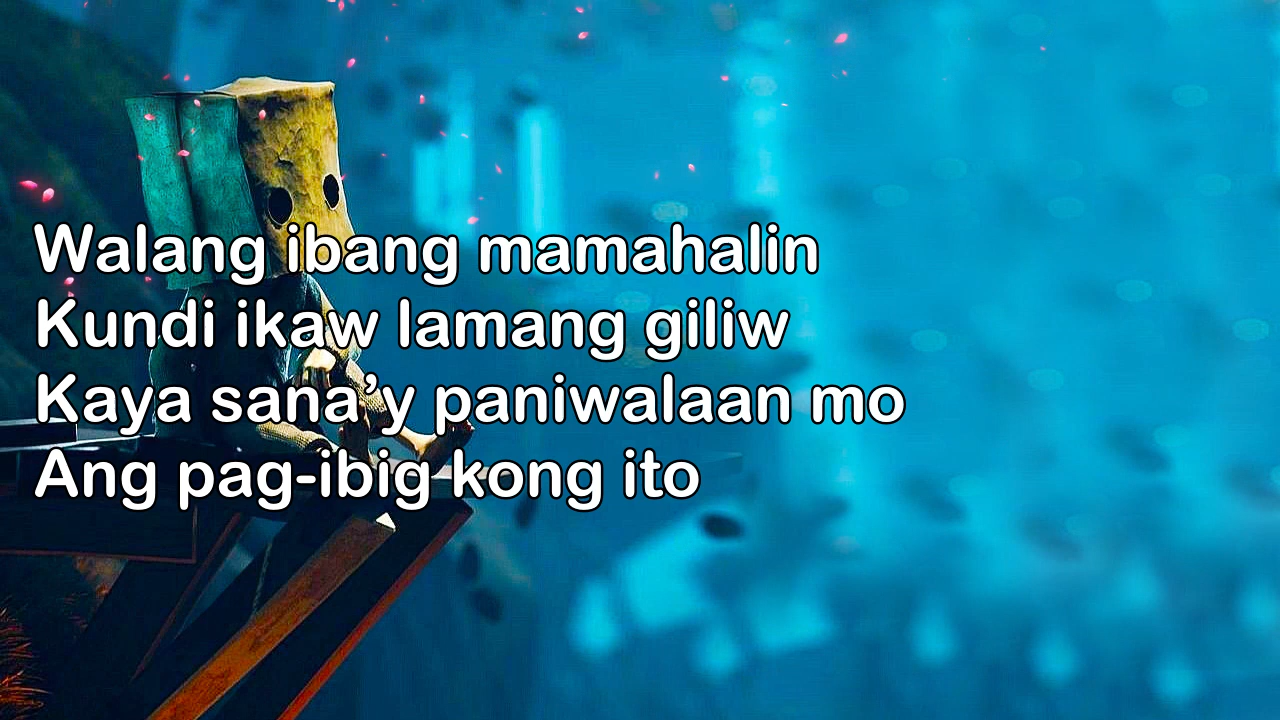 Walang ibang mamahalin
Kundi ikaw lamang giliw
Kaya sana’y paniwalaan mo
Ang pag-ibig kong ito